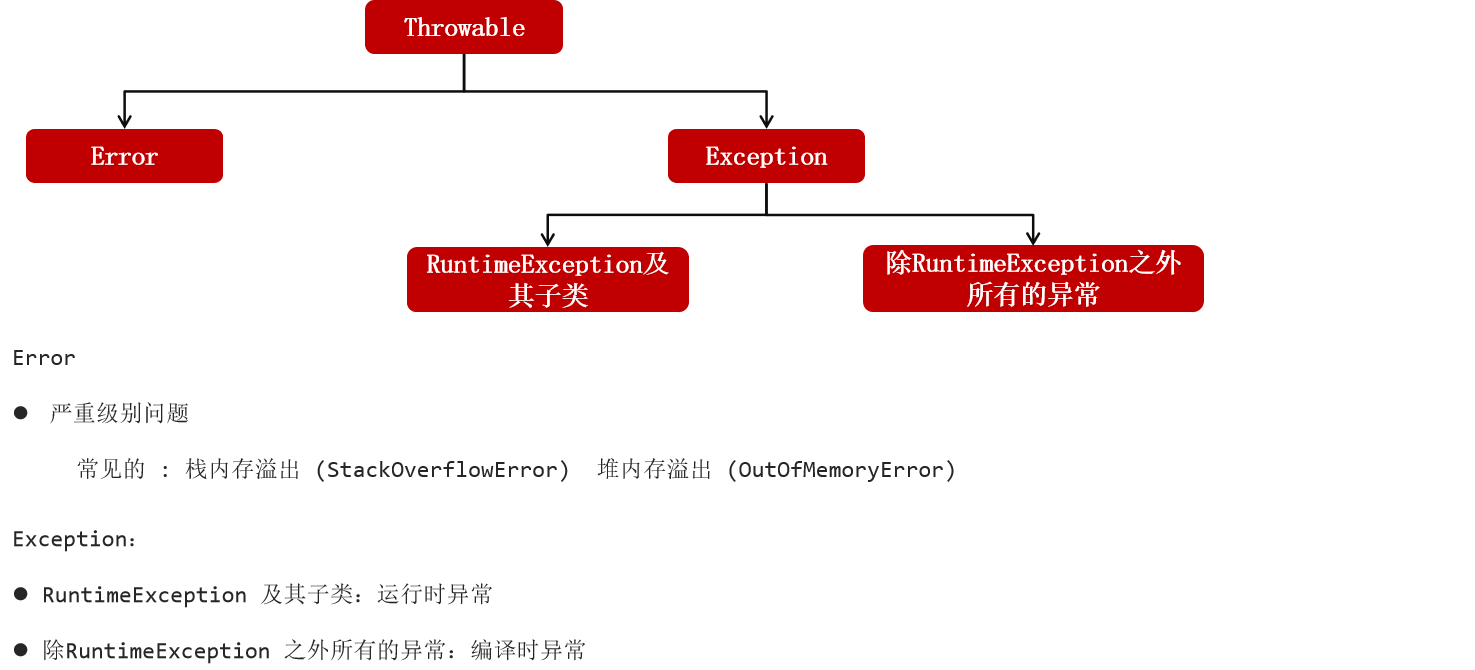 Throwable
Error
Exception
RuntimeException及
其子类
除RuntimeException之外
所有的异常
Error
● 严重级别问题
常见的 : 栈内存溢出 (StackOverflowError) 堆内存溢出 (OutOfMemoryError)
Exception：
● RuntimeException 及其子类：运行时异常
● 除RuntimeException 之外所有的异常：编译时异常